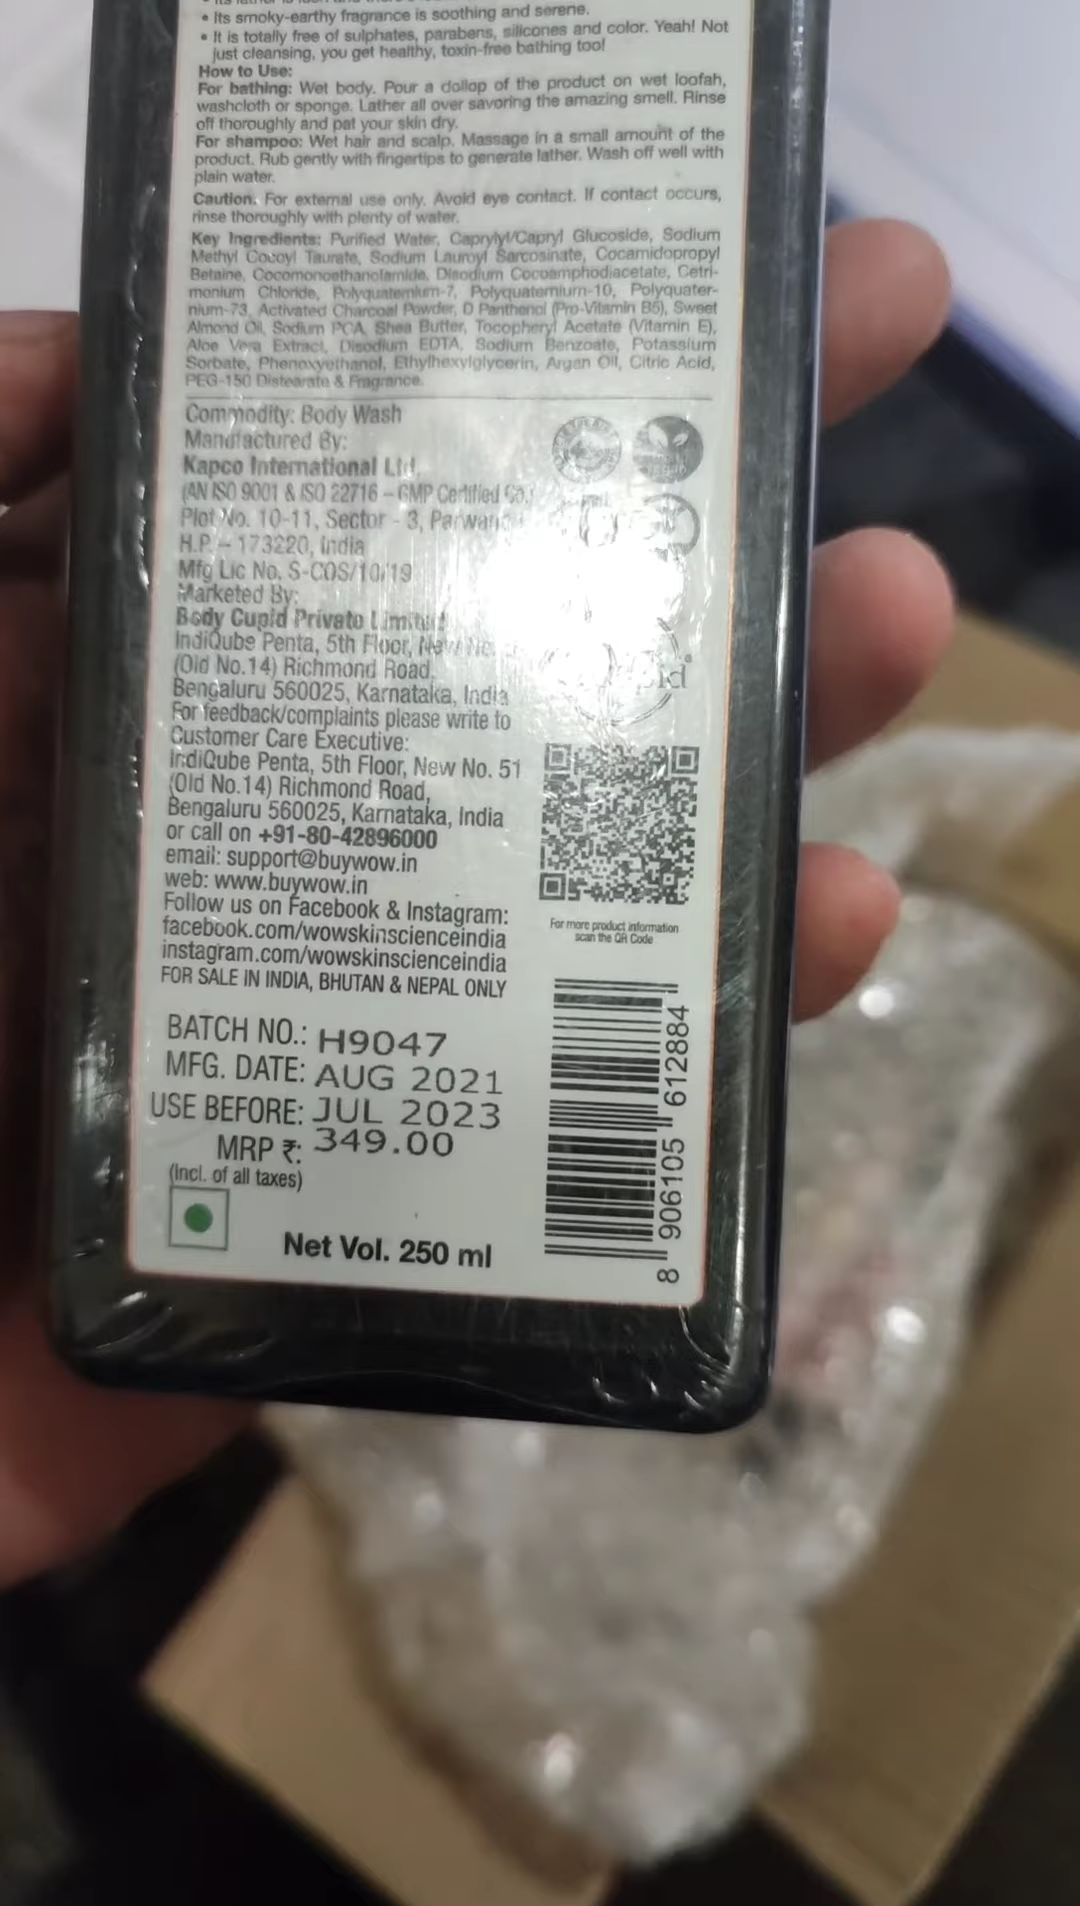 • Its smoky-earthy fragrance is soothing and serene.
• It is totally free of sulphates, parabens, silicones and color. Yeah! Not
just cleansing, you get healthy, toxin-free bathing too!
How to Use:
For bathing: Wet body. Pour a dollop of the product on wet loofah,
washcloth or sponge. Lather all over savoring the amazing smell. Rinse
off thoroughly and pat your skin dry.
For shampoo: Wet hair and scalp. Massage in a small amount of the
product. Rub gently with fingertips to generate lather. Wash off well with
plain water.
Caution: For external use only. Avoid eye contact. If contact occurs,
rinse thoroughly with plenty of water.
Key Ingredients: Purified Water, Caprylyl/Capryl Glucoside, Sodium
Methyl Cocoyl Taurate, Sodium Lauroyl Sarcosinate, Cocamidopropyl
Betaine, Cocomonoethanolamide, Disodium Cocoamphodiacetate, Cetri-
monium Chloride, Polyquaternium-7, Polyquaternium-10, Polyquater-
nium-73, Activated Charcoal Powder, D Panthenol (Pro-Vitamin B5), Sweet
Almond Oil, Sodium PCA, Shea Butter, Tocopheryl Acetate (Vitamin E),
Aloe Vera Extract, Disodium EDTA, Sodium Benzoate, Potassium
Sorbate, Phenoxyethanol, Ethylhexylglycerin, Argan Oil, Citric Acid,
PEG-150 Distearate & Fragrance.
Commodity: Body Wash
Manufactured By:
Kapco International Ltd.
(AN ISO 9001 & ISO 22716 – GMP Certified Co.)
Plot No. 10-11, Sector - 3,
H.P. – 173220, India
Mfg Lic No. S-COS/10/19
Marketed By:
Body Cupid Private Limited
IndiQube Penta, 5th Floor, New
(Old No.14) Richmond Road,
Bengaluru 560025, Karnataka, India
For feedback/complaints please write to
Customer Care Executive:
IndiQube Penta, 5th Floor, New No. 51
(Old No.14) Richmond Road,
Bengaluru 560025, Karnataka, India
or call on +91-80-42896000
email: support@buywow.in
web: www.buywow.in
Follow us on Facebook & Instagram:
facebook.com/wowskinscienceindia
instagram.com/wowskinscienceindia
FOR SALE IN INDIA, BHUTAN & NEPAL ONLY
For more product information
scan the QR Code
BATCH NO.: H9047
MFG. DATE: AUG 2021
USE BEFORE: JUL 2023
MRP ₹: 349.00
(Incl. of all taxes)
Net Vol. 250 ml
8 906105 612884